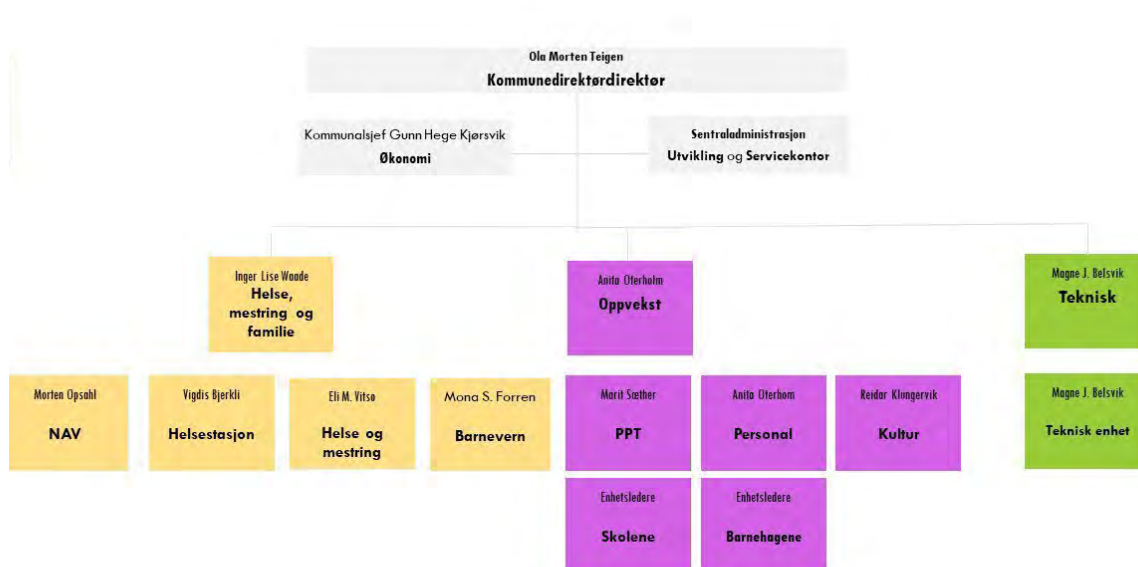 Ola Morten Teigen
Kommunedirektørdirektør
Kommunalsjef Gunn Hege Kjørsvik
Økonomi
Sentraladministrasjon
Utvikling og Servicekontor
Inger Lise Waade
Helse,
mestring og
familie
Anita Oterholm
Oppvekst
Magne J. Belsvik
Teknisk
Morten Opsahl
NAV
Vigdis Bjerkli
Helsestasjon
Eli M. Vitsø
Helse og
mestring
Mona S. Forren
Barnevern
Marit Sæther
PPT
Anita Oterhom
Personal
Reidar Klungervik
Kultur
Magne J. Belsvik
Teknisk enhet
Enhetsledere
Skolene
Enhetsledere
Barnehagene